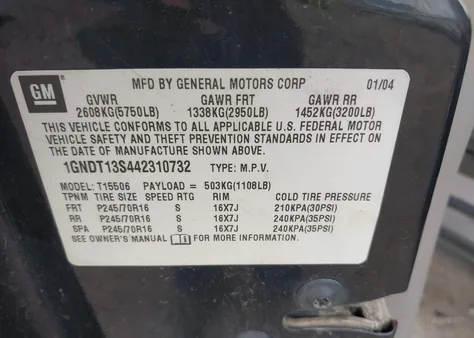 GM
MFD BY GENERAL MOTORS CORP 01/04
GVWR GAWR FRT GAWR RR
2608KG(5750LB) 1338KG(2950LB) 1452KG(3200LB)
THIS VEHICLE CONFORMS TO ALL APPLICABLE U.S. FEDERAL MOTOR
VEHICLE SAFETY AND THEFT PREVENTION STANDARDS IN EFFECT ON
THE DATE OF MANUFACTURE SHOWN ABOVE.
1GNDT13S442310732 TYPE: M.P.V.
MODEL: T15506 PAYLOAD = 503KG(1108LB)
TPNM TIRE SIZE SPEED RTG RIM COLD TIRE PRESSURE
FRT P245/70R16 S 16X7J 210KPA(30PSI)
RR P245/70R16 S 16X7J 240KPA(35PSI)
SPA P245/70R16 S 16X7J 240KPA(35PSI)
SEE OWNER'S MANUAL FOR MORE INFORMATION.